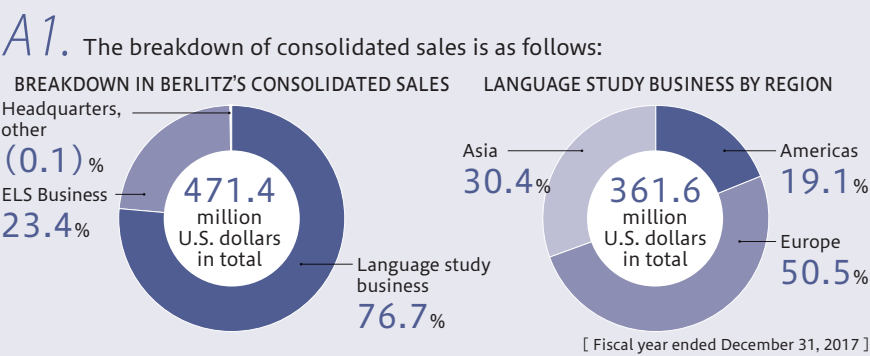 A1. The breakdown of consolidated sales is as follows:
BREAKDOWN IN BERLITZ'S CONSOLIDATED SALES
Headquarters,
other
(0.1)%
ELS Business
23.4%
471.4
million
U.S. dollars
in total
Language study
business
76.7%
LANGUAGE STUDY BUSINESS BY REGION
Asia
30.4%
361.6
million
U.S. dollars
in total
Americas
19.1%
Europe
50.5%
[ Fiscal year ended December 31, 2017 ]